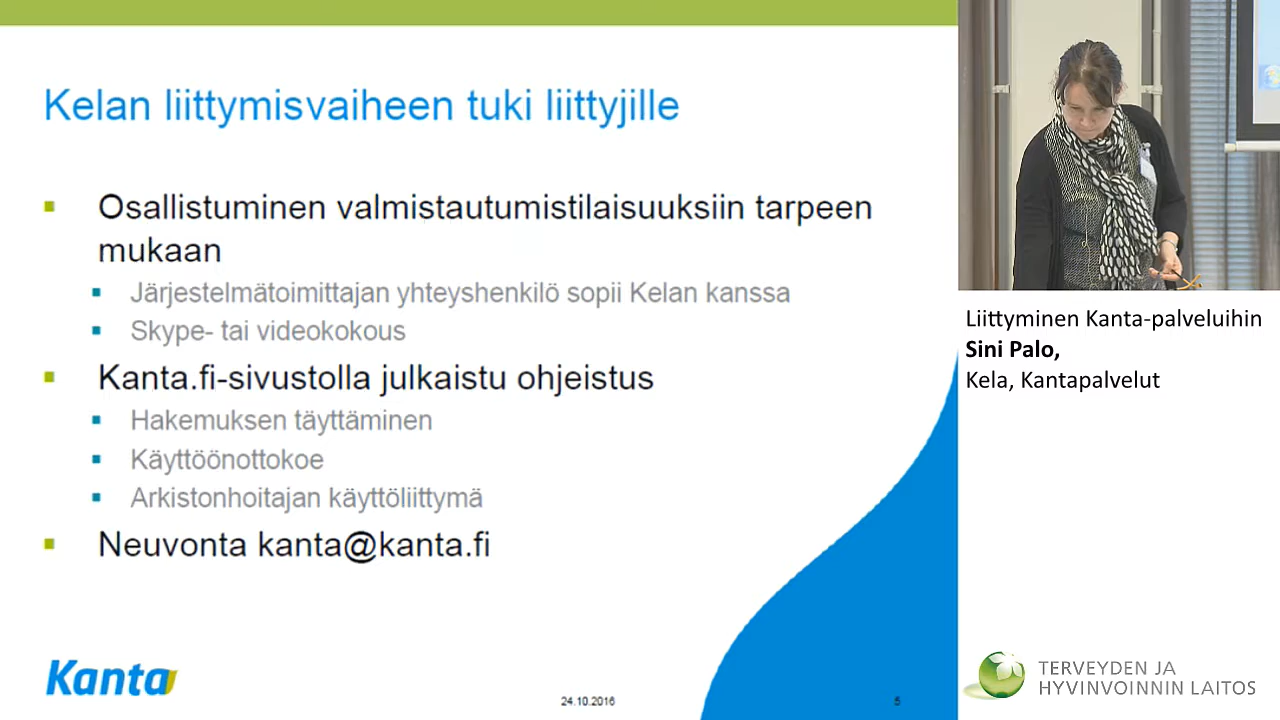 Kelan liittymisvaiheen tuki liittyjille
Osallistuminen valmistautumistilaisuuksiin tarpeen
mukaan
Järjestelmätoimittajan yhteyshenkilö sopii Kelan kanssa
Skype- tai videokokous
Kanta.fi-sivustolla julkaistu ohjeistus
Hakemuksen täyttäminen
Käyttöönottokoe
Arkistonhoitajan käyttöliittymä
Neuvonta kanta@kanta.fi
Kanta
24.10.2016
5
Liittyminen Kanta-palveluihin
Sini Palo,
Kela, Kantapalvelut
TERVEYDEN JA
HYVINVOINNIN LAITOS